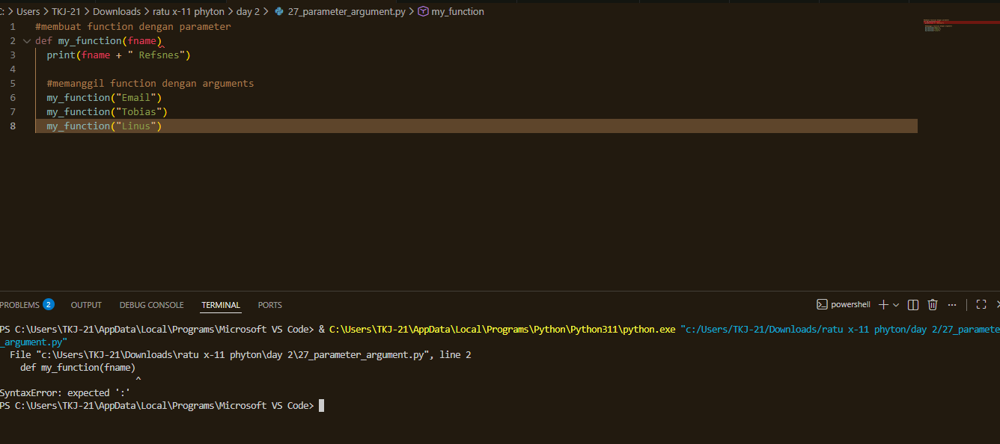 C: > Users > TKJ-21 > Downloads > ratu x-11 phyton > day 2 > 27_parameter_argument.py > my_function
1 #membuat function dengan parameter
2 def my_function(fname)
3 print(fname + " Refsnes")
4
5 #memanggil function dengan arguments
6 my_function("Email")
7 my_function("Tobias")
8 my_function("Linus")
PROBLEMS 2 OUTPUT DEBUG CONSOLE TERMINAL PORTS powershell
PS C:\Users\TKJ-21\AppData\Local\Programs\Microsoft VS Code> & C:\Users\TKJ-21\AppData\Local\Programs\Python\Python311\python.exe "c:/Users/TKJ-21/Downloads/ratu x-11 phyton/day 2/27_paramete
_argument.py"
File "c:\Users\TKJ-21\Downloads\ratu x-11 phyton\day 2\27_parameter_argument.py", line 2
def my_function(fname)
^
SyntaxError: expected ':'
PS C:\Users\TKJ-21\AppData\Local\Programs\Microsoft VS Code>